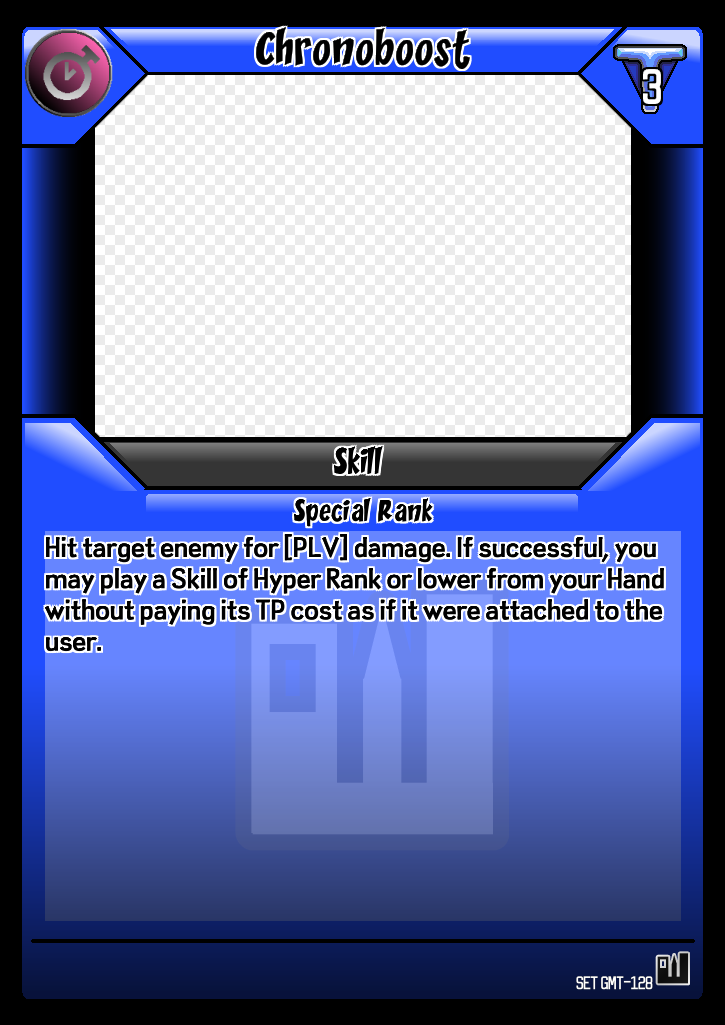 Chronoboost
3
Skill
Special Rank
Hit target enemy for [PLV] damage. If successful, you
may play a Skill of Hyper Rank or lower from your Hand
without paying its TP cost as if it were attached to the
user.
SET GMT-128